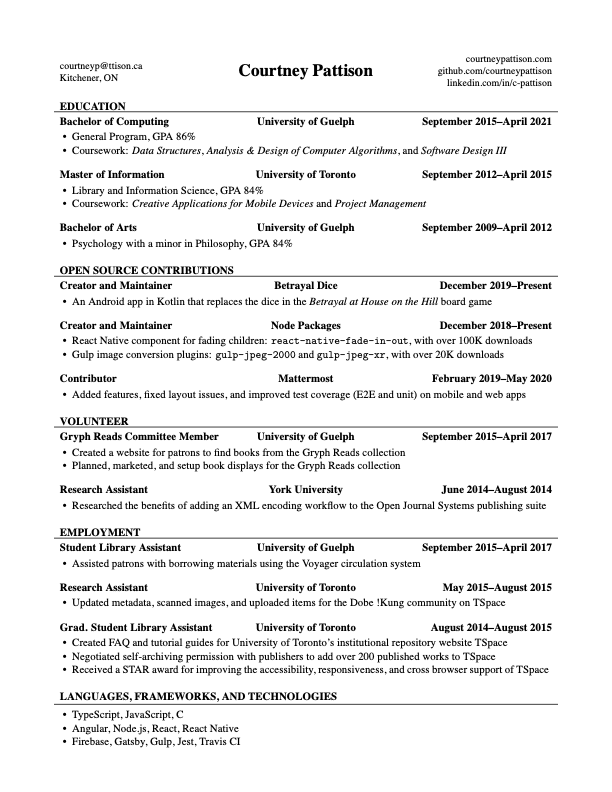 courtneyp@ttison.ca
Kitchener, ON
Courtney Pattison
courtneypattison.com
github.com/courtneypattison
linkedin.com/in/c-pattison
EDUCATION
Bachelor of Computing University of Guelph September 2015–April 2021
• General Program, GPA 86%
• Coursework: Data Structures, Analysis & Design of Computer Algorithms, and Software Design III
Master of Information University of Toronto September 2012–April 2015
• Library and Information Science, GPA 84%
• Coursework: Creative Applications for Mobile Devices and Project Management
Bachelor of Arts University of Guelph September 2009–April 2012
• Psychology with a minor in Philosophy, GPA 84%
OPEN SOURCE CONTRIBUTIONS
Creator and Maintainer Betrayal Dice December 2019–Present
• An Android app in Kotlin that replaces the dice in the Betrayal at House on the Hill board game
Creator and Maintainer Node Packages December 2018–Present
• React Native component for fading children: react-native-fade-in-out, with over 100K downloads
• Gulp image conversion plugins: gulp-jpeg-2000 and gulp-jpeg-xr, with over 20K downloads
Contributor Mattermost February 2019–May 2020
• Added features, fixed layout issues, and improved test coverage (E2E and unit) on mobile and web apps
VOLUNTEER
Gryph Reads Committee Member University of Guelph September 2015–April 2017
• Created a website for patrons to find books from the Gryph Reads collection
• Planned, marketed, and setup book displays for the Gryph Reads collection
Research Assistant York University June 2014–August 2014
• Researched the benefits of adding an XML encoding workflow to the Open Journal Systems publishing suite
EMPLOYMENT
Student Library Assistant University of Guelph September 2015–April 2017
• Assisted patrons with borrowing materials using the Voyager circulation system
Research Assistant University of Toronto May 2015–August 2015
• Updated metadata, scanned images, and uploaded items for the Dobe !Kung community on TSpace
Grad. Student Library Assistant University of Toronto August 2014–August 2015
• Created FAQ and tutorial guides for University of Toronto's institutional repository website TSpace
• Negotiated self-archiving permission with publishers to add over 200 published works to TSpace
• Received a STAR award for improving the accessibility, responsiveness, and cross browser support of TSpace
LANGUAGES, FRAMEWORKS, AND TECHNOLOGIES
• TypeScript, JavaScript, C
• Angular, Node.js, React, React Native
• Firebase, Gatsby, Gulp, Jest, Travis CI